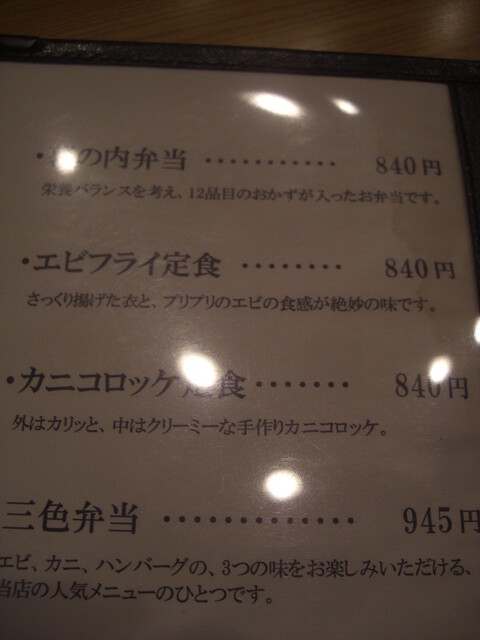 ・の内弁当 ・・・・・・・・・・・ 840円
栄養バランスを考え、12品目のおかずが入ったお弁当です。
・エビフライ定食 ・・・・・・・・ 840円
さっくり揚げた衣と、プリプリのエビの食感が絶妙の味です。
・カニコロッケ定食・・・・・・・ 840円
外はカリッと、中はクリーミーな手作りカニコロッケ。
三色弁当 ・・・・・・・・・・・・・ 945円
エビ、カニ、ハンバーグの、3つの味をお楽しみいただける、
当店の人気メニューのひとつです。